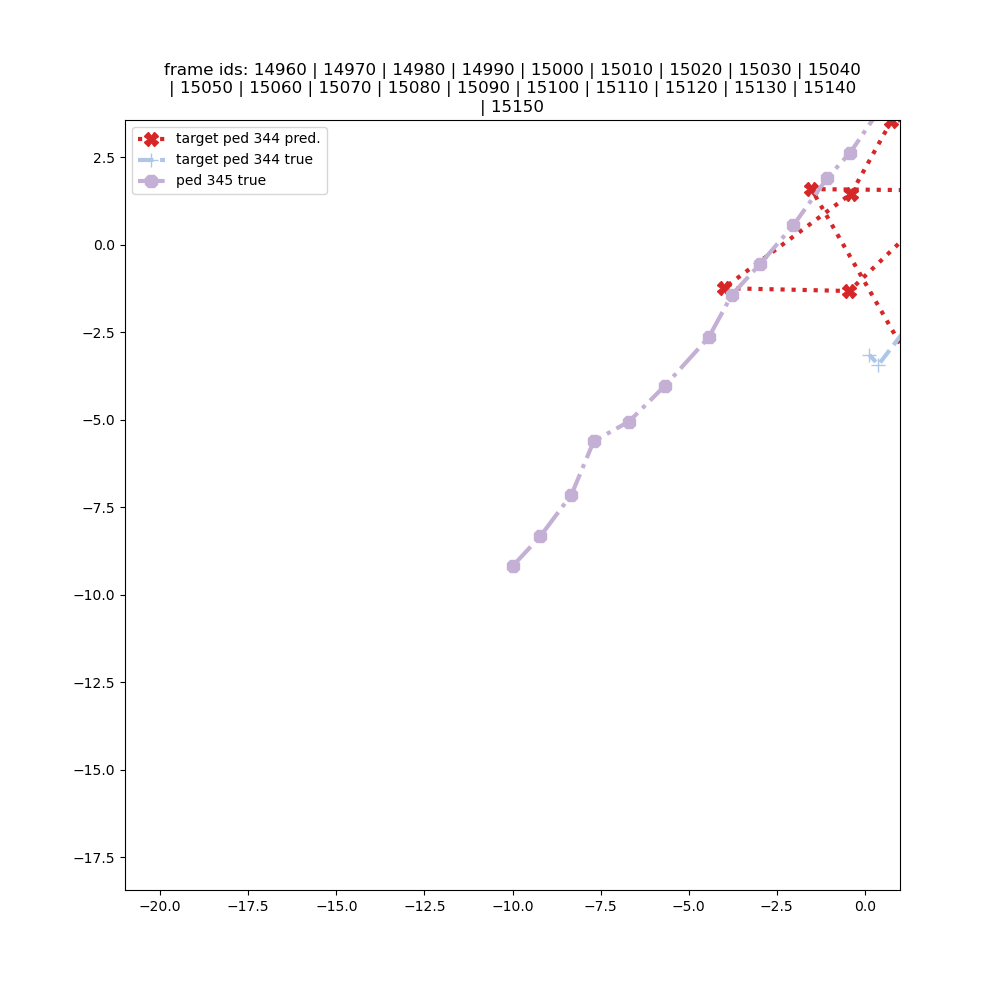 frame ids: 14960 | 14970 | 14980 | 14990 | 15000 | 15010 | 15020 | 15030 | 15040
| 15050 | 15060 | 15070 | 15080 | 15090 | 15100 | 15110 | 15120 | 15130 | 15140
| 15150
target ped 344 pred.
target ped 344 true
ped 345 true
2.5
0.0
−2.5
−5.0
−7.5
−10.0
−12.5
−15.0
−17.5
−20.0 −17.5 −15.0 −12.5 −10.0 −7.5 −5.0 −2.5 0.0